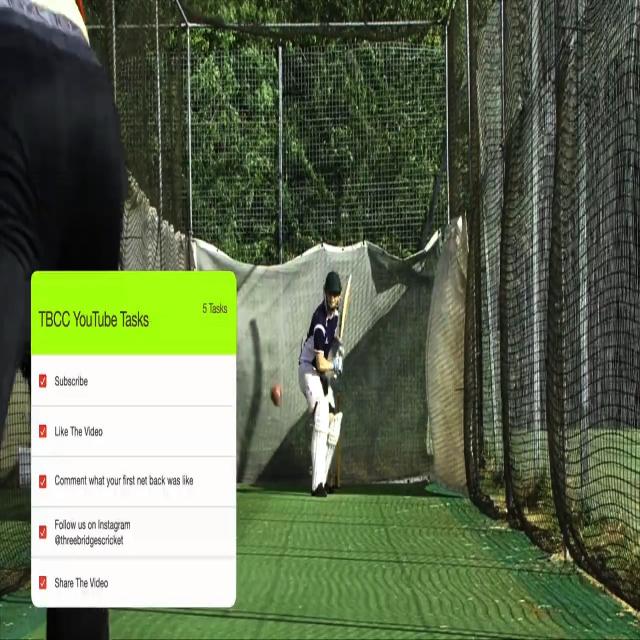 TBCC YouTube Tasks
5 Tasks
Subscribe
Like The Video
Comment what your first net back was like
Follow us on Instagram
@threebridgescricket
Share The Video